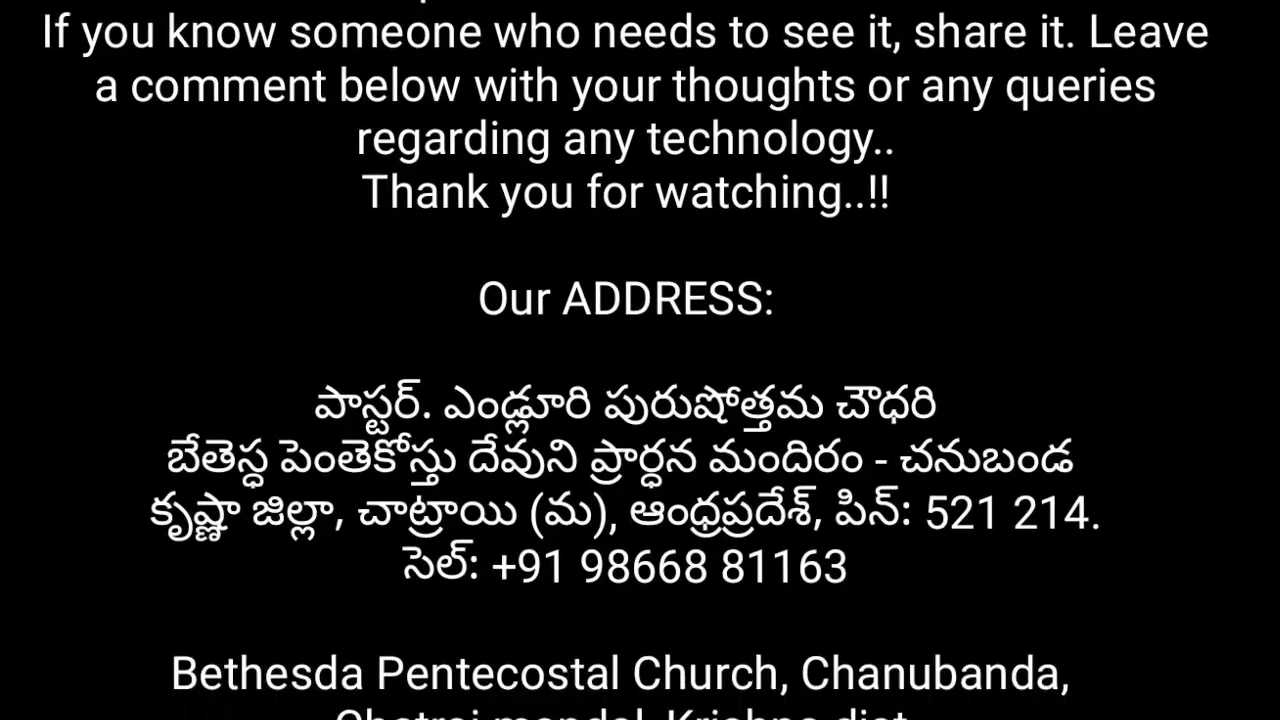 If you know someone who needs to see it, share it. Leave
a comment below with your thoughts or any queries
regarding any technology..
Thank you for watching..!!
Our ADDRESS:
పాస్టర్. ఎండ్లూరి పురుషోత్తమ చౌధరి
బేతెస్ధ పెంతెకోస్తు దేవుని ప్రార్ధన మందిరం - చనుబండ
కృష్ణా జిల్లా, చాట్రాయి (మ), ఆంధ్రప్రదేశ్, పిన్: 521 214.
సెల్: +91 98668 81163
Bethesda Pentecostal Church, Chanubanda,